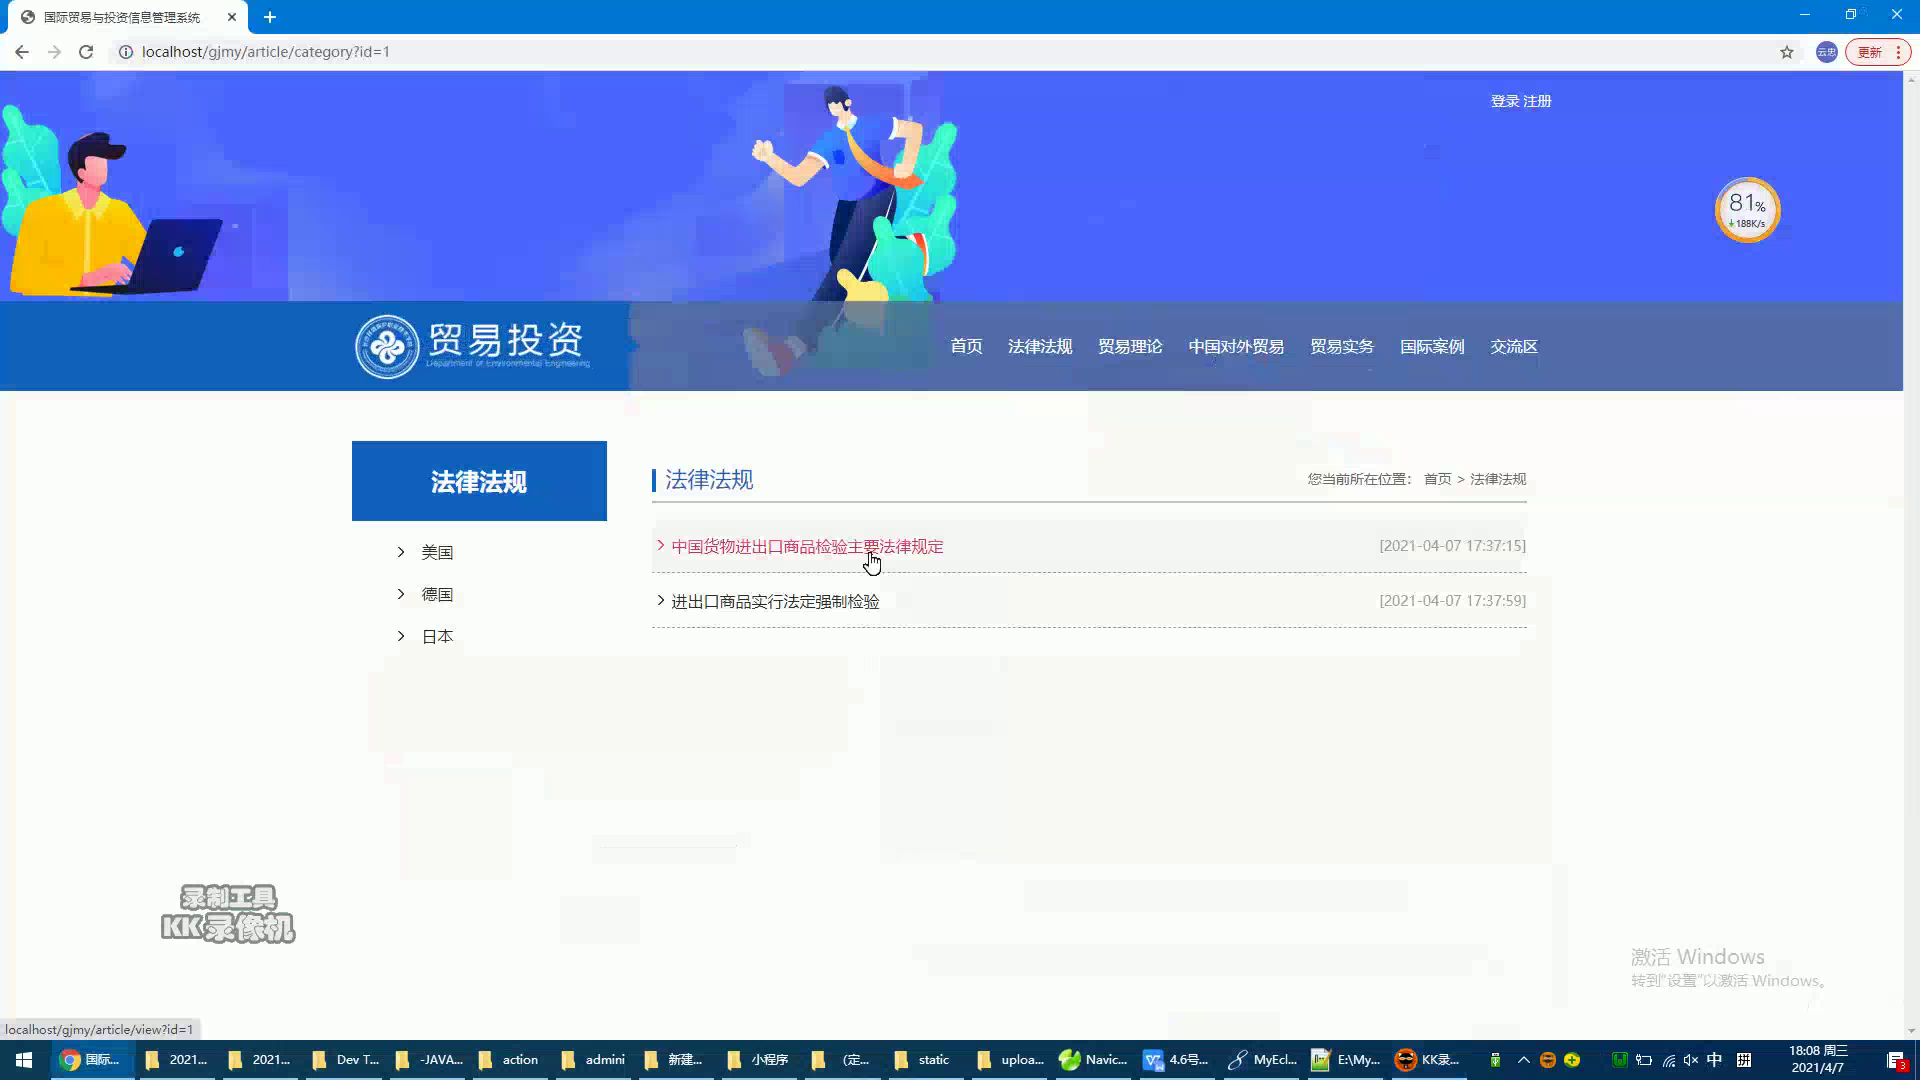 国际贸易与投资信息管理系统
localhost/gjmy/article/category?id=1
云忠
更新
登录 注册
81%
188K/s
贸易投资
Department of Environmental Engineering
首页 法律法规 贸易理论 中国对外贸易 贸易实务 国际案例 交流区
法律法规
美国
德国
日本
法律法规
您当前所在位置： 首页 > 法律法规
中国货物进出口商品检验主要法律规定 [2021-04-07 17:37:15]
进出口商品实行法定强制检验 [2021-04-07 17:37:59]
录制工具
KK录像机
激活 Windows
转到“设置”以激活 Windows。
localhost/gjmy/article/view?id=1
国际... 2021... 2021... Dev T... -JAVA... action admini 新建... 小程序 (定... static uploa... Navic... 4.6号... MyEcl... E:\My... KK录... 中 拼
18:08 周三
2021/4/7
3